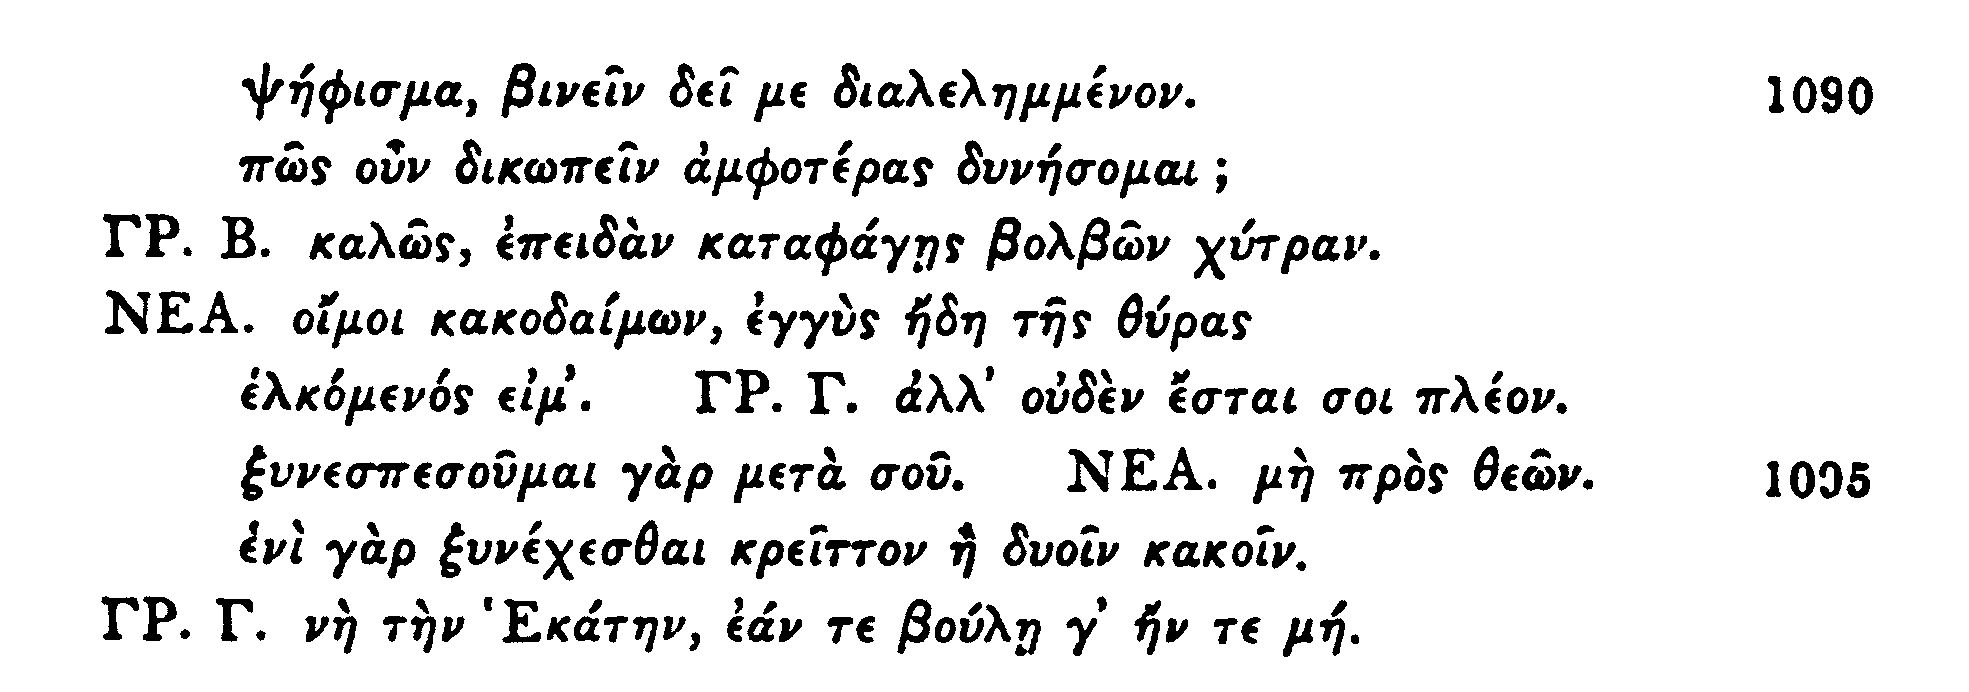 ψήφισμα, βινεῖν δεῖ με διαλελημμένον. 1090
πῶς οὖν δικωπεῖν ἀμφοτέρας δυνήσομαι ;
ΓΡ. Β. καλῶς, ἐπειδὰν καταφάγῃς βολβῶν χύτραν.
ΝΕΑ. οἴμοι κακοδαίμων, ἐγγὺς ἤδη τῆς θύρας
ἑλκόμενός εἰμ’. ΓΡ. Γ. ἀλλ’ οὐδὲν ἔσται σοι πλέον.
ξυνεσπεσοῦμαι γὰρ μετὰ σοῦ. ΝΕΑ. μὴ πρὸς θεῶν. 1095
ἑνὶ γὰρ ξυνέχεσθαι κρεῖττον ἢ δυοῖν κακοῖν.
ΓΡ. Γ. νὴ τὴν Ἑκάτην, ἐάν τε βούλῃ γ’ ἤν τε μή.